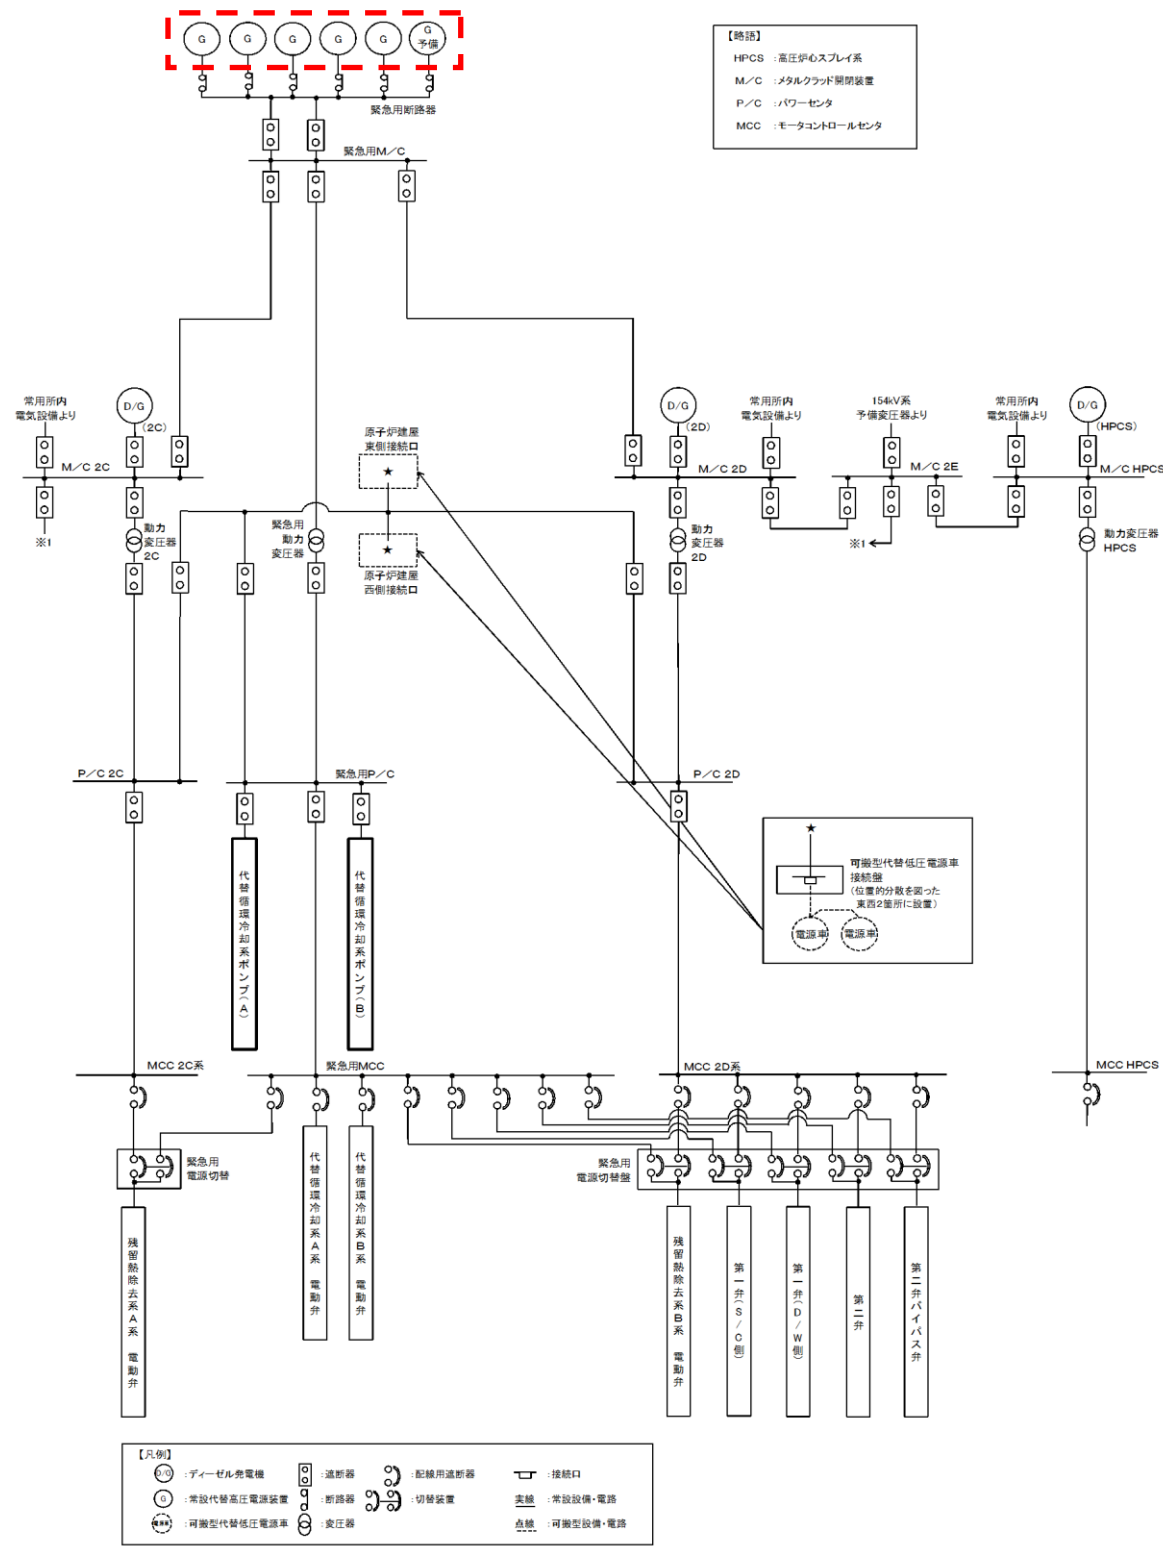 G
G
G
G
G
G
予備
緊急用断路器
【略語】
HPCS :高圧炉心スプレイ系
M/C :メタルクラッド開閉装置
P/C :パワーセンタ
MCC :モータコントロールセンタ
緊急用M/C
常用所内
電気設備より
D/G
(2C)
原子炉建屋
東側接続口
★
D/G
(2D)
常用所内
電気設備より
154kV系
予備変圧器より
常用所内
電気設備より
D/G
(HPCS)
M/C 2C
M/C 2D
M/C 2E
M/C HPCS
※1
動力
変圧器
2C
緊急用
動力
変圧器
★
原子炉建屋
西側接続口
動力
変圧器
2D
※1
動力変圧器
HPCS
P/C 2C
緊急用P/C
P/C 2D
代替循環冷却系ポンプ(A)
代替循環冷却系ポンプ(B)
★
可搬型代替低圧電源車
接続盤
(位置的分散を図った
東西2箇所に設置)
電源車
電源車
MCC 2C系
緊急用MCC
MCC 2D系
MCC HPCS
緊急用
電源切替
緊急用
電源切替盤
残留熱除去系A系 電動弁
代替循環冷却系A系 電動弁
代替循環冷却系B系 電動弁
残留熱除去系B系 電動弁
第一弁(S/C側)
第一弁(D/W側)
第二弁
第二弁バイパス弁
【凡例】
D/G :ディーゼル発電機
:遮断器
:配線用遮断器
:接続口
G :常設代替高圧電源装置
:断路器
:切替装置
実線 :常設設備・電路
電源車 :可搬型代替低圧電源車
:変圧器
点線 :可搬型設備・電路